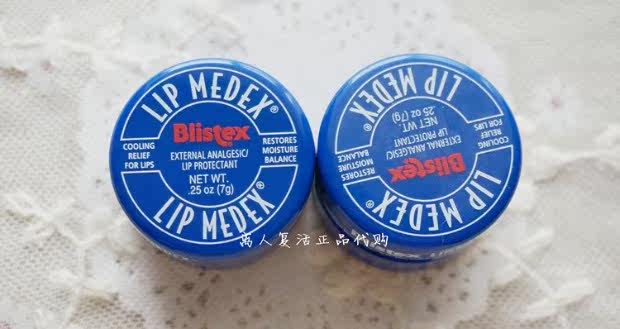 LIP MEDEX®
Blistex
COOLING
RELIEF
FOR LIPS
EXTERNAL ANALGESIC/
LIP PROTECTANT
RESTORES
MOISTURE
BALANCE
NET WT.
.25 oz (7g)
LIP MEDEX®
LIP MEDEX®
Blistex
COOLING
RELIEF
FOR LIPS
EXTERNAL ANALGESIC/
LIP PROTECTANT
RESTORES
MOISTURE
BALANCE
NET WT.
.25 oz (7g)
LIP MEDEX®
离人复活正品代购